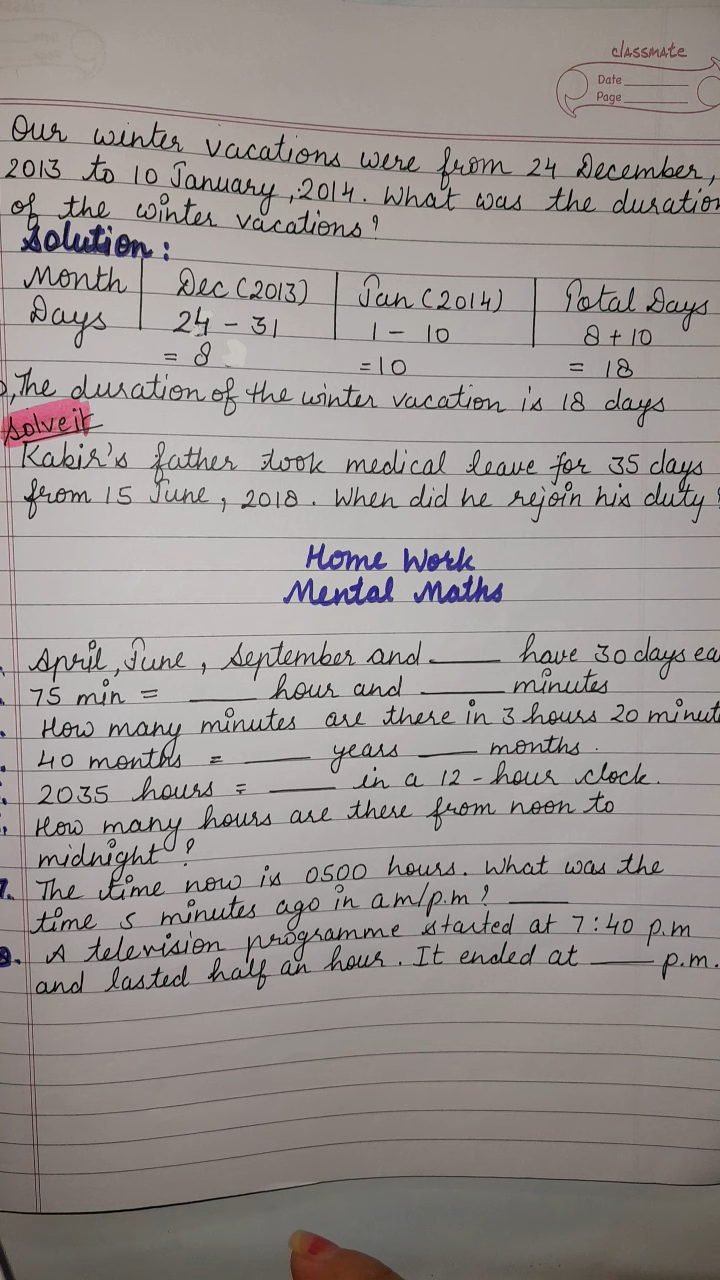 classmate
Date
Page
Our winter vacations were from 24 December,
2013 to 10 January, 2014. What was the duration
of the winter vacations?
Solution:
Month Dec (2013) Jan (2014) Total Days
Days 24 - 31 1 - 10 8 + 10
= 8 = 10 = 18
The duration of the winter vacation is 18 days
Solve it
Kabir's father took medical leave for 35 days
from 15 June, 2018. When did he rejoin his duty?
Home Work
Mental Maths
April, June, September and ____ have 30 days ea
75 min = ____ hour and ____ minutes
How many minutes are there in 3 hours 20 minut
40 months = ____ years ____ months.
2035 hours = ____ in a 12-hour clock.
How many hours are there from noon to
midnight?
7. The time now is 0500 hours. What was the
time 5 minutes ago in am/p.m? ____
8. A television programme started at 7:40 p.m
and lasted half an hour. It ended at ____ p.m.